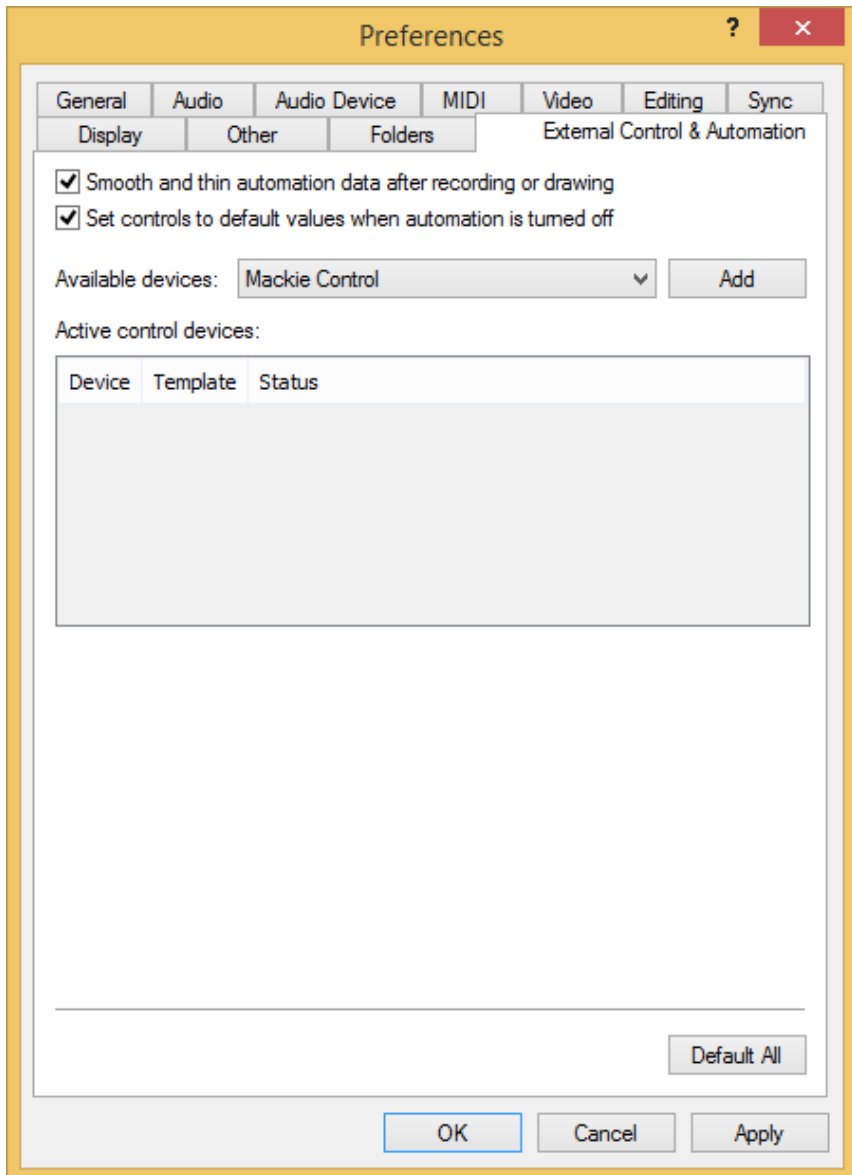 Preferences ? ×
General Audio Audio Device MIDI Video Editing Sync
Display Other Folders External Control & Automation
Smooth and thin automation data after recording or drawing
Set controls to default values when automation is turned off
Available devices: Mackie Control Add
Active control devices:
Device Template Status
Default All
OK Cancel Apply